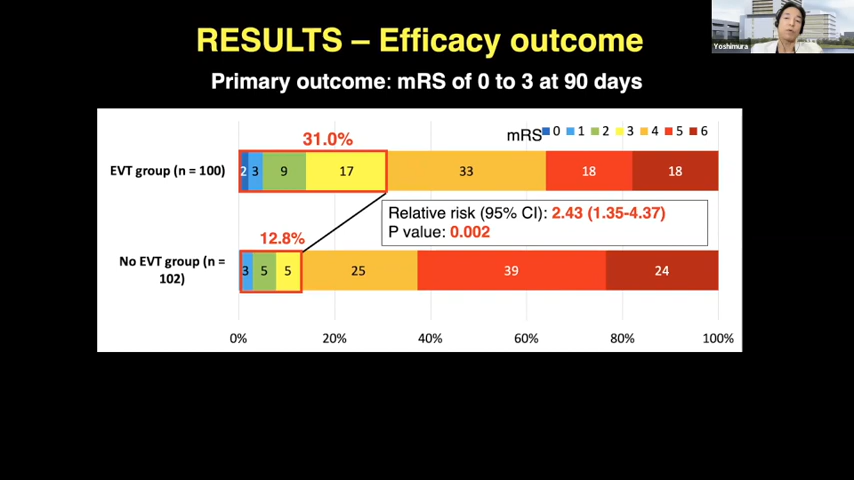 RESULTS – Efficacy outcome
Yoshimura
Primary outcome: mRS of 0 to 3 at 90 days
31.0%
mRS 0 1 2 3 4 5 6
EVT group (n = 100) 2 3 9 17 33 18 18
Relative risk (95% CI): 2.43 (1.35-4.37)
P value: 0.002
12.8%
No EVT group (n =
102)
3 5 5 25 39 24
0% 20% 40% 60% 80% 100%